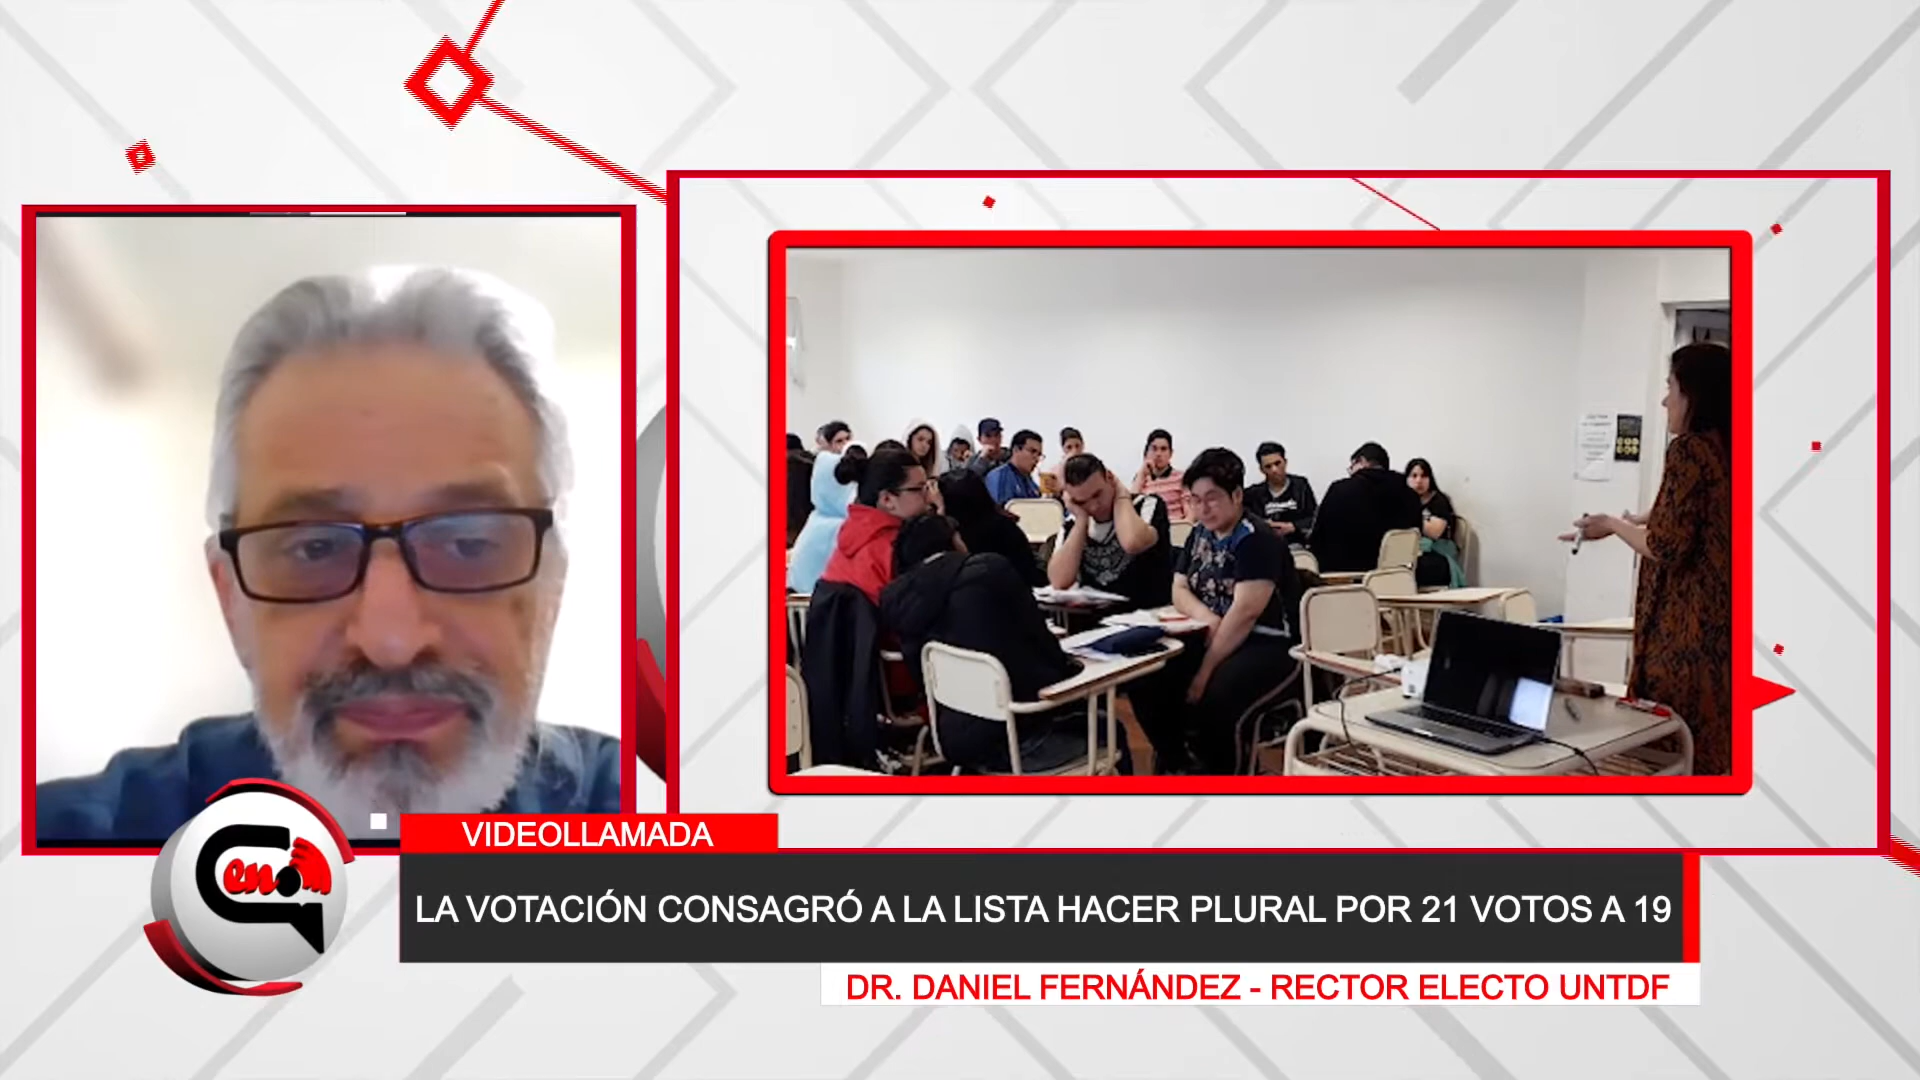 VIDEOLLAMADA
LA VOTACIÓN CONSAGRÓ A LA LISTA HACER PLURAL POR 21 VOTOS A 19
DR. DANIEL FERNÁNDEZ - RECTOR ELECTO UNTDF